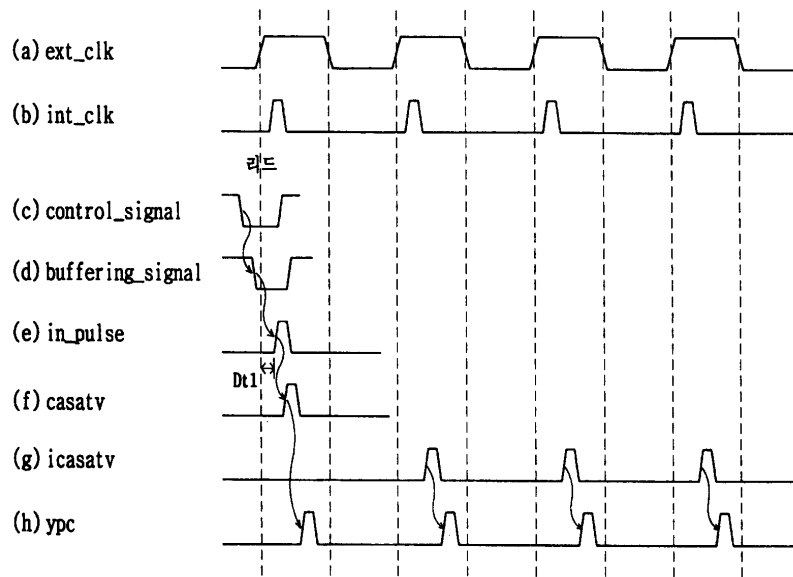 (a) ext_clk
(b) int_clk
리드
(c) control_signal
(d) buffering_signal
(e) in_pulse
Dt1
(f) casatv
(g) icasatv
(h) ypc